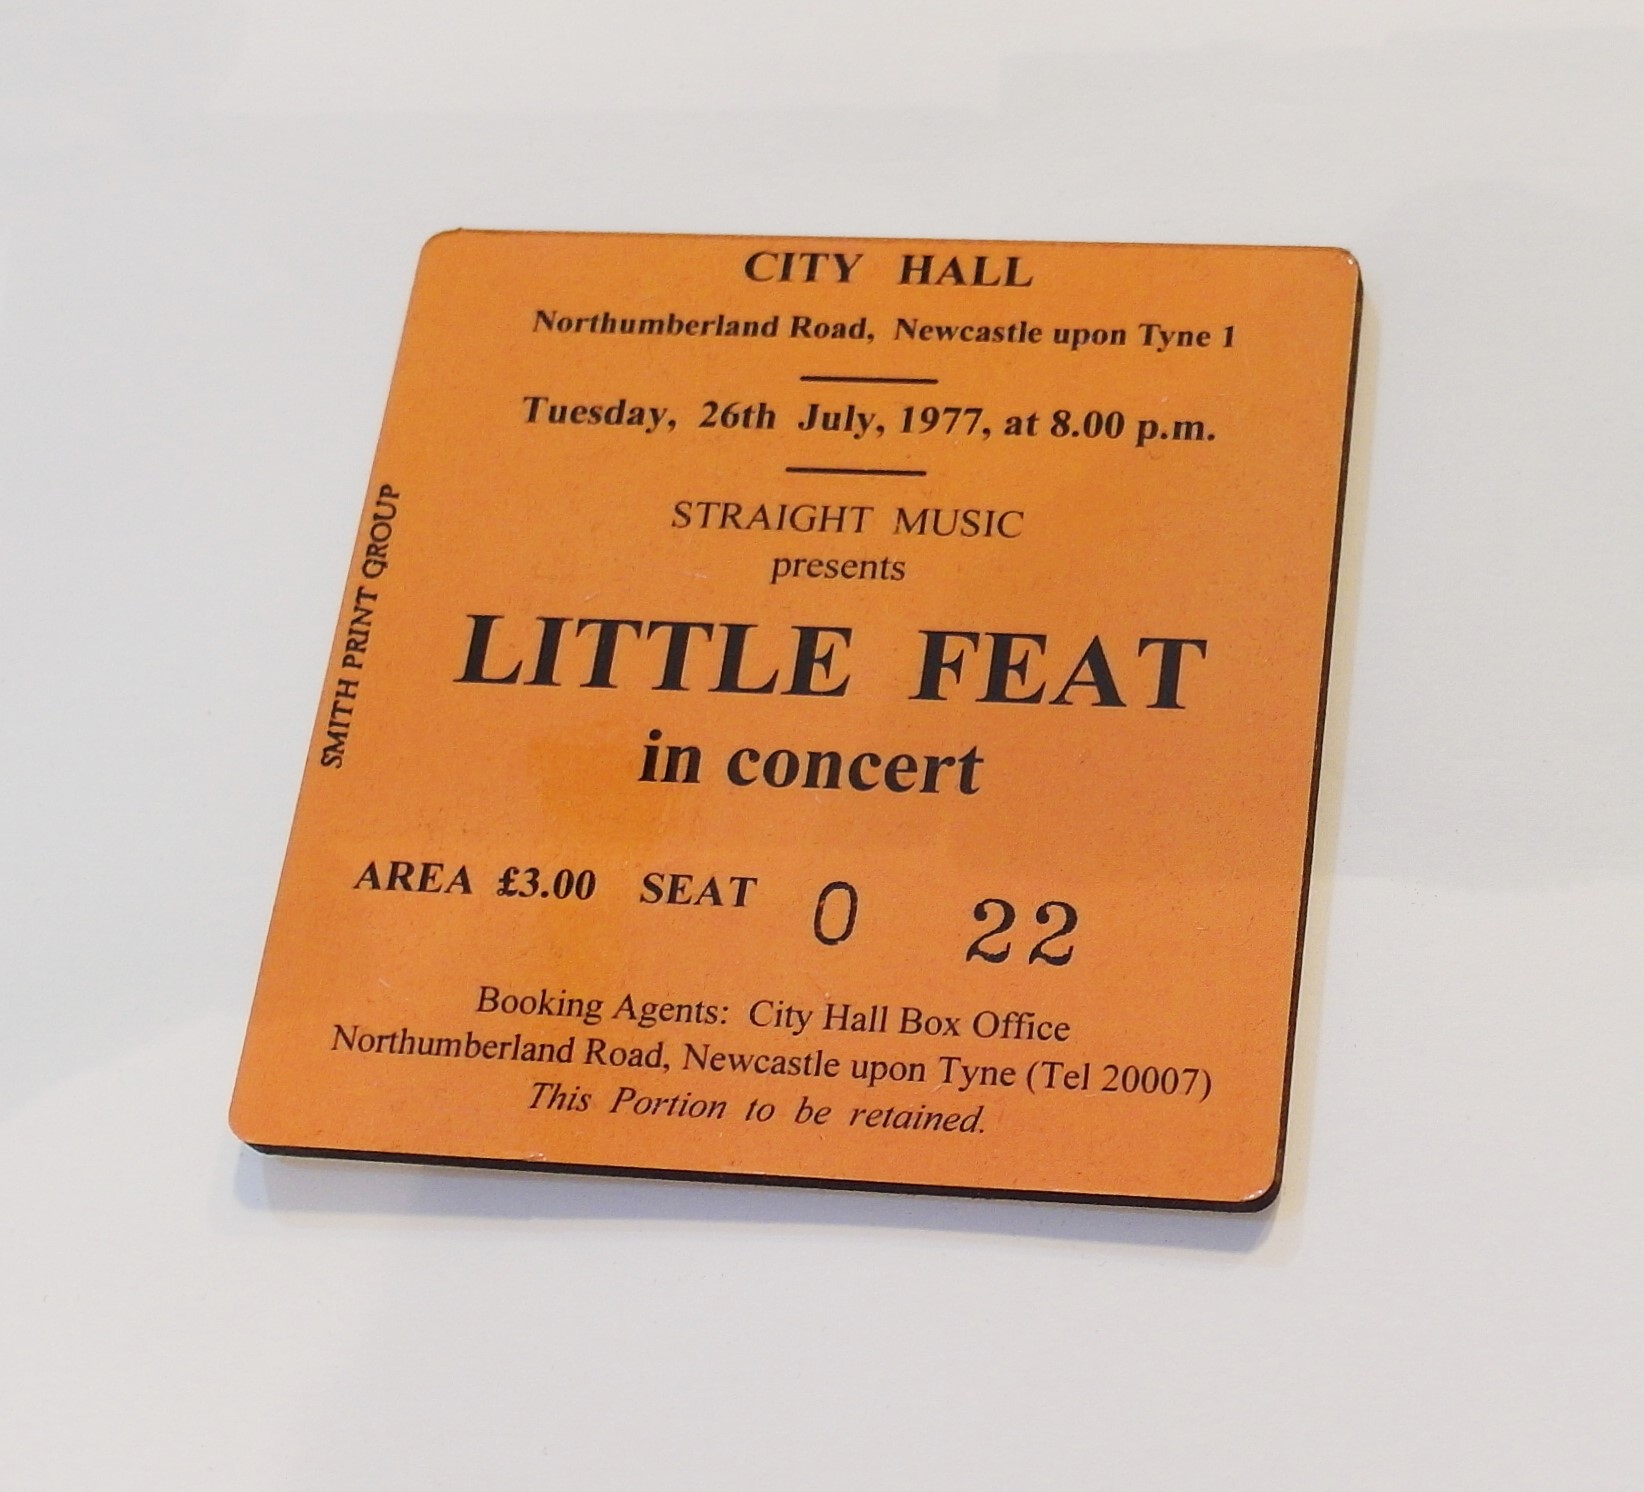 CITY HALL
Northumberland Road, Newcastle upon Tyne 1
Tuesday, 26th July, 1977, at 8.00 p.m.
STRAIGHT MUSIC
presents
LITTLE FEAT
in concert
AREA £3.00 SEAT O 22
Booking Agents: City Hall Box Office
Northumberland Road, Newcastle upon Tyne (Tel 20007)
This Portion to be retained.
SMITH PRINT GROUP